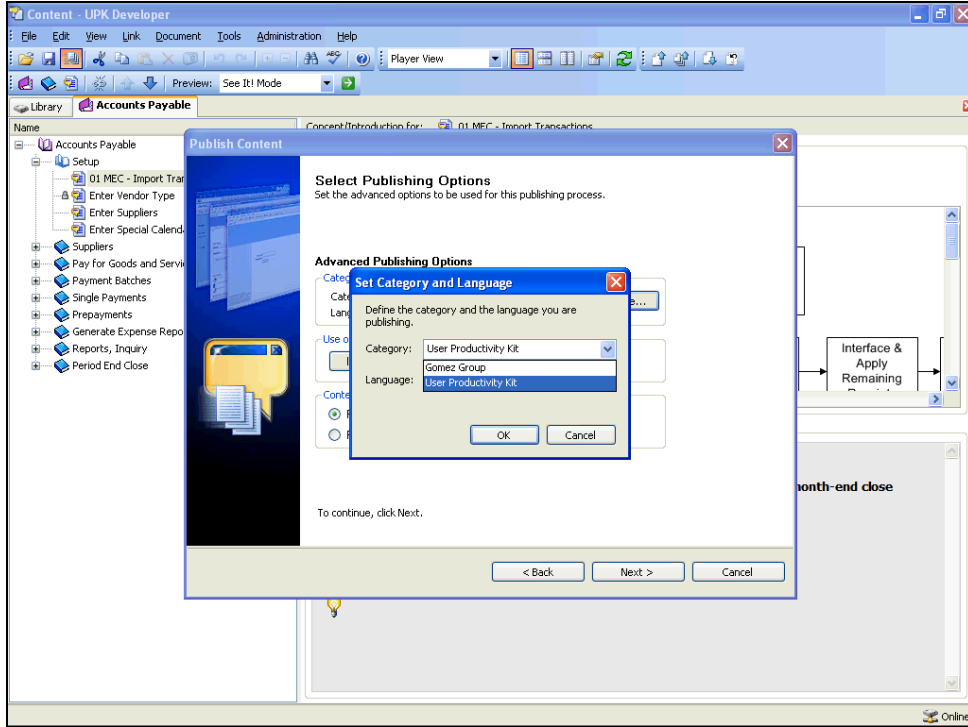 Content - UPK Developer
File Edit View Link Document Tools Administration Help
Player View
Preview: See It! Mode
Library Accounts Payable
Name
Concept/Introduction for: 01 MEC - Import Transactions
Accounts Payable
Setup
01 MEC - Import Tran
Enter Vendor Type
Enter Suppliers
Enter Special Calend
Suppliers
Pay for Goods and Servi
Payment Batches
Single Payments
Prepayments
Generate Expense Repo
Reports, Inquiry
Period End Close
Publish Content
Select Publishing Options
Set the advanced options to be used for this publishing process.
Advanced Publishing Options
Categ
Cate
Lang
e...
Use o
Conte
Set Category and Language
Define the category and the language you are
publishing.
Category: User Productivity Kit
Gomez Group
User Productivity Kit
Language:
OK Cancel
To continue, click Next.
< Back Next > Cancel
Interface &
Apply
Remaining
month-end close
Online